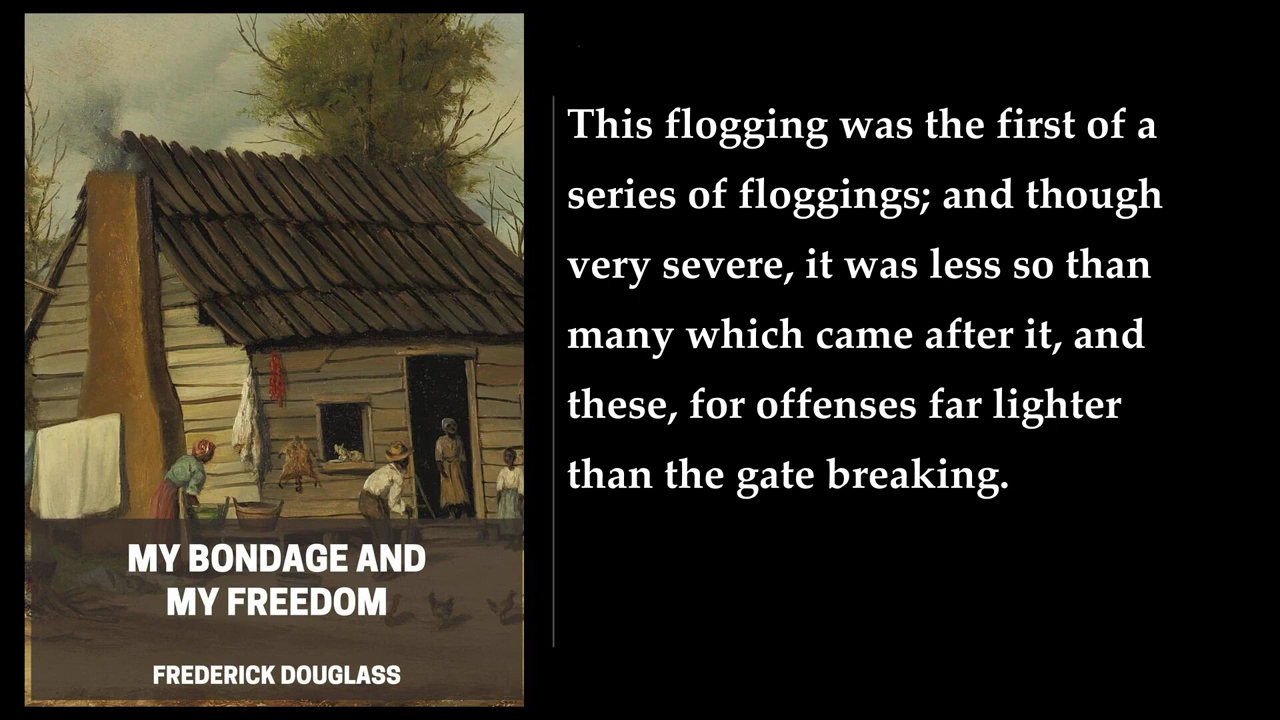 MY BONDAGE AND
MY FREEDOM
FREDERICK DOUGLASS
This flogging was the first of a
series of floggings; and though
very severe, it was less so than
many which came after it, and
these, for offenses far lighter
than the gate breaking.